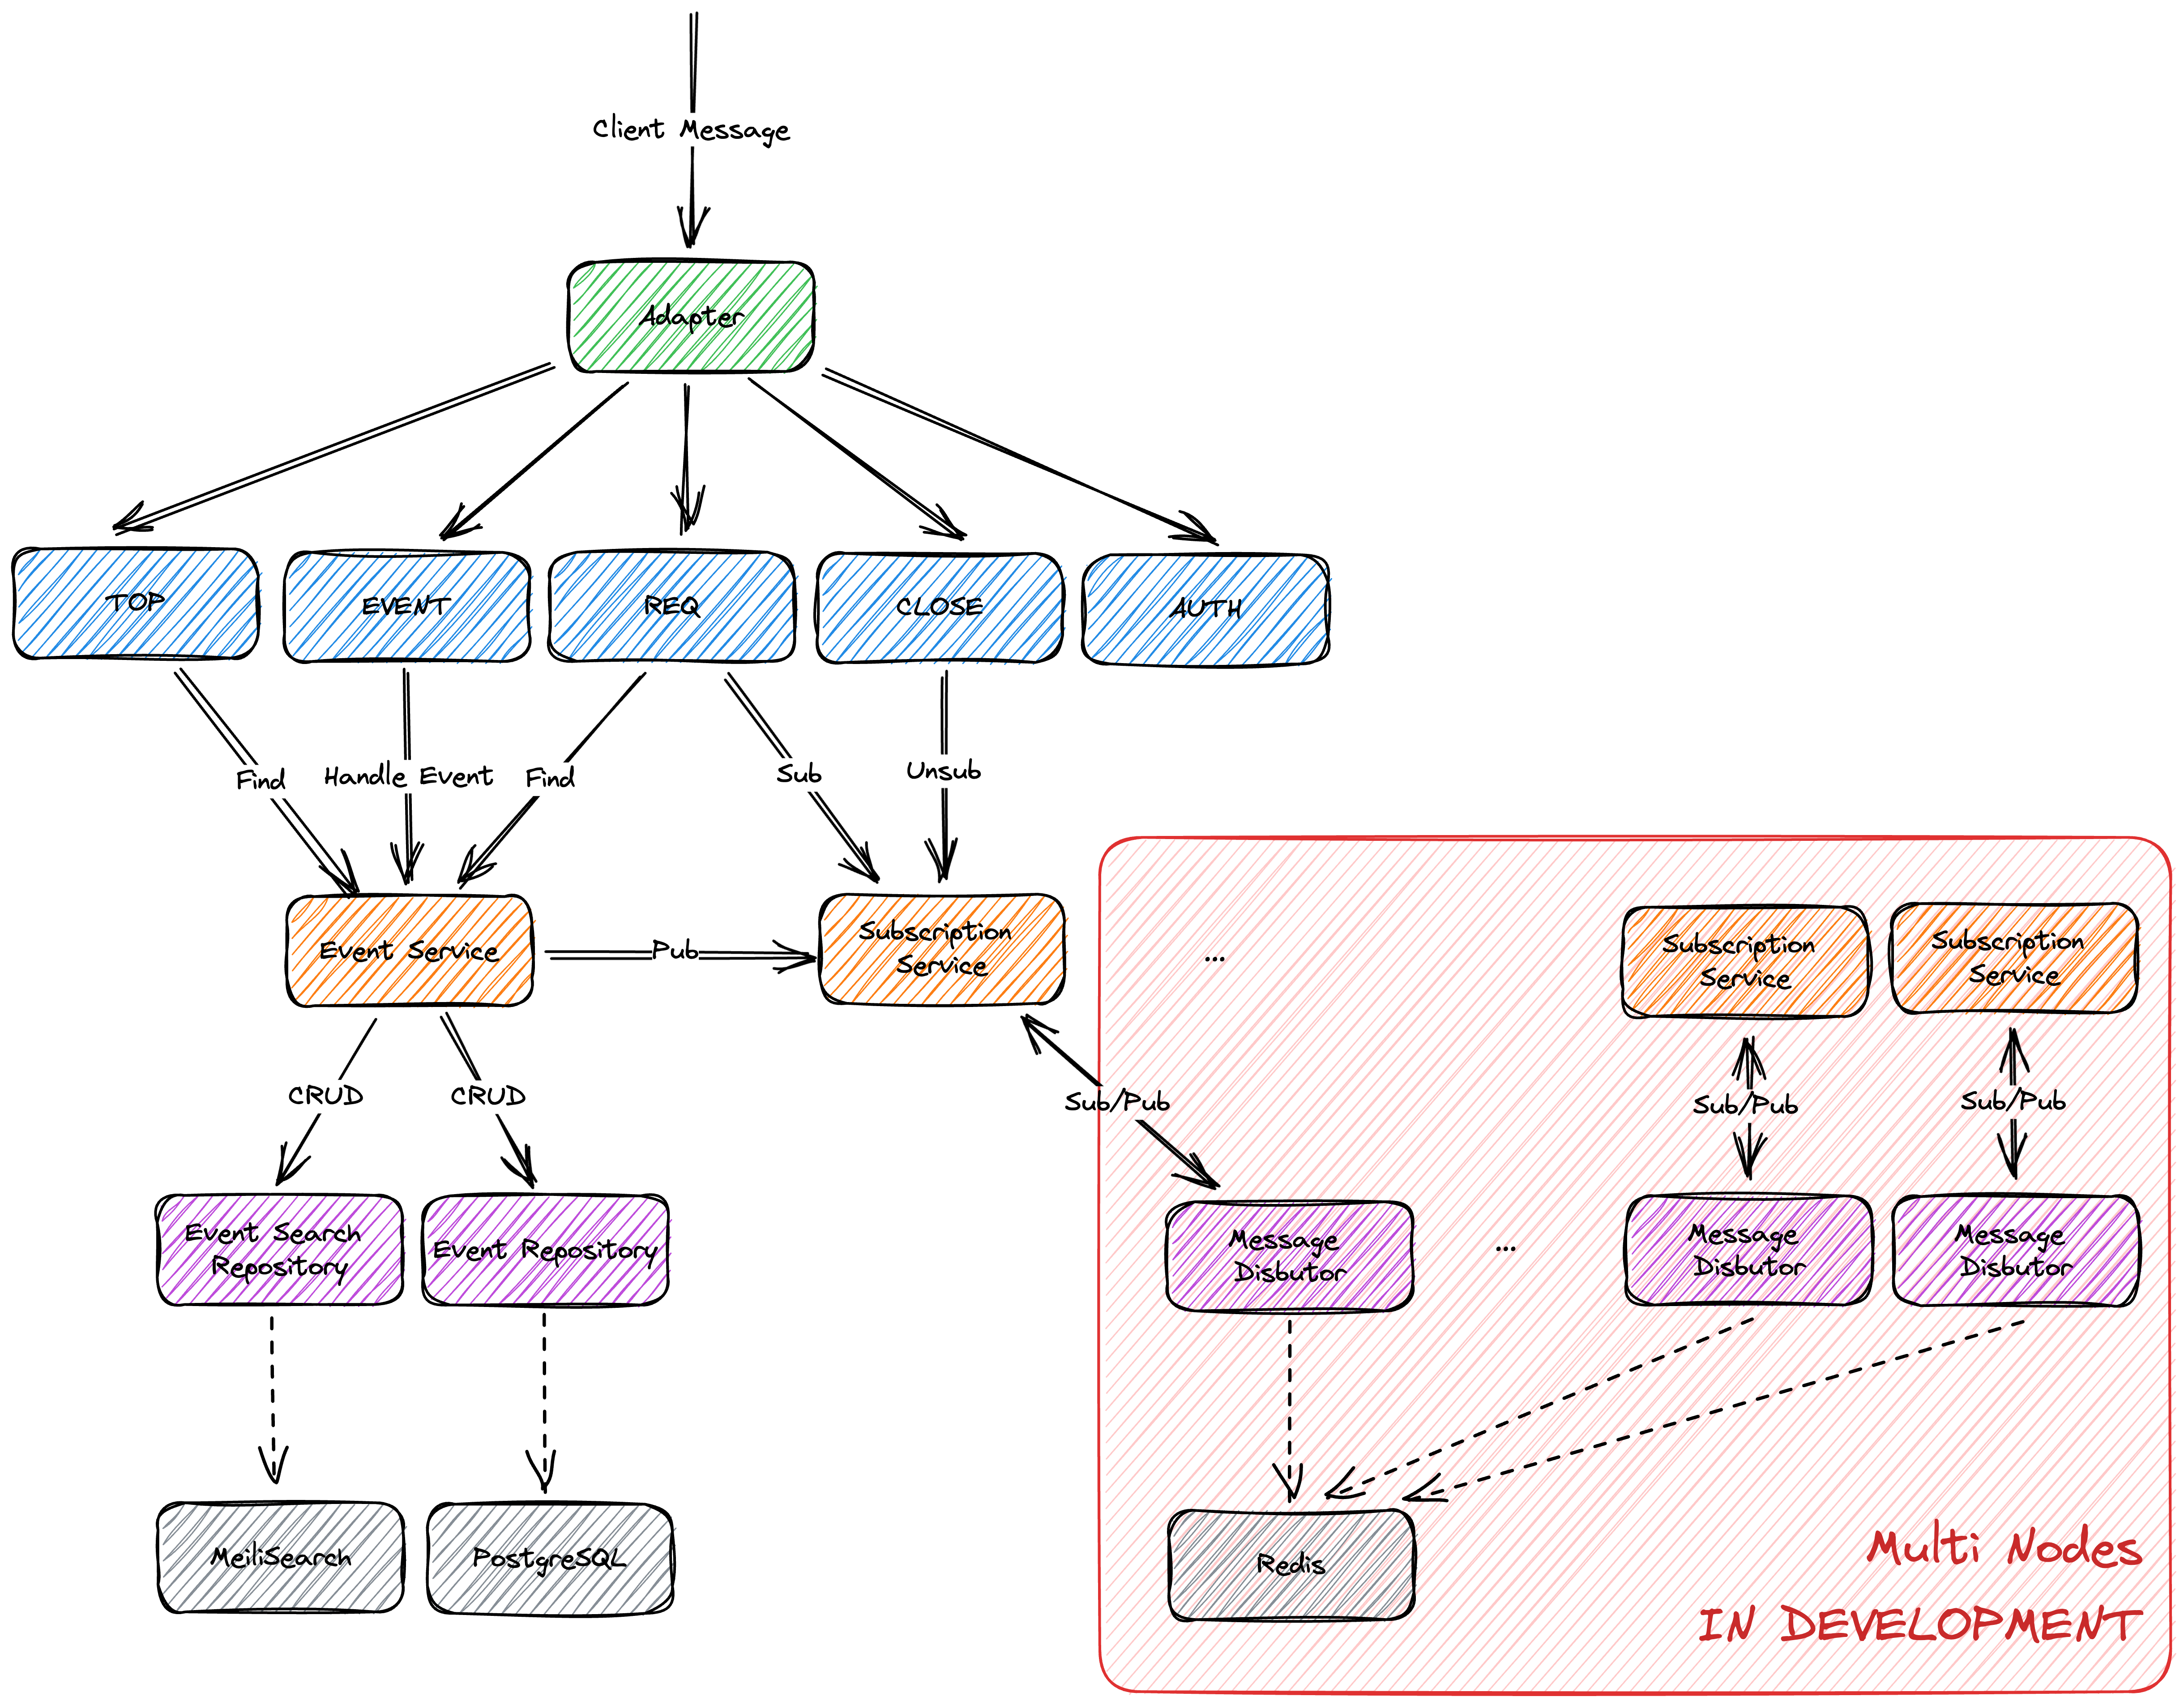 Client Message
Adapter
TOP
EVENT
REQ
CLOSE
AUTH
Find
Handle Event
Find
Sub
Unsub
Event Service
Pub
Subscription
Service
...
Subscription
Service
Subscription
Service
CRUD
CRUD
Sub/Pub
Sub/Pub
Sub/Pub
Event Search
Repository
Event Repository
Message
Disbutor
...
Message
Disbutor
Message
Disbutor
MeiliSearch
PostgreSQL
Redis
Multi Nodes
IN DEVELOPMENT